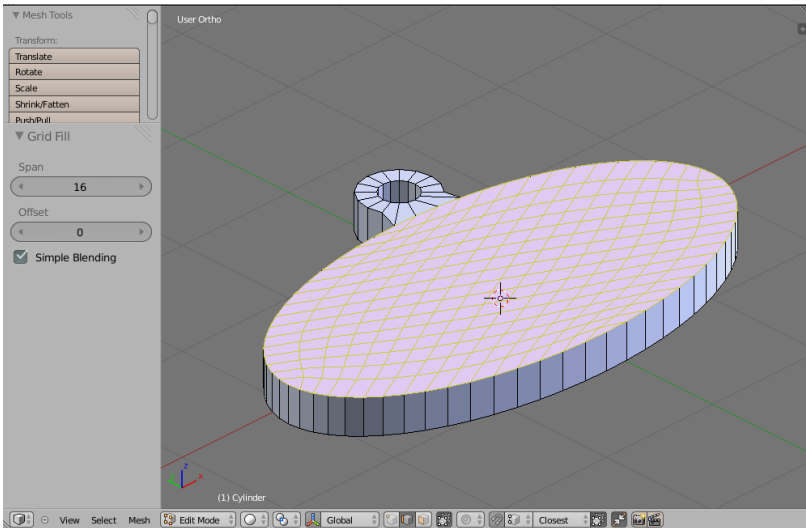 Mesh Tools
User Ortho
Transform:
Translate
Rotate
Scale
Shrink/Fatten
Push/Pull
Grid Fill
Span
16
Offset
0
Simple Blending
z
x
(1) Cylinder
View Select Mesh Edit Mode Global Closest